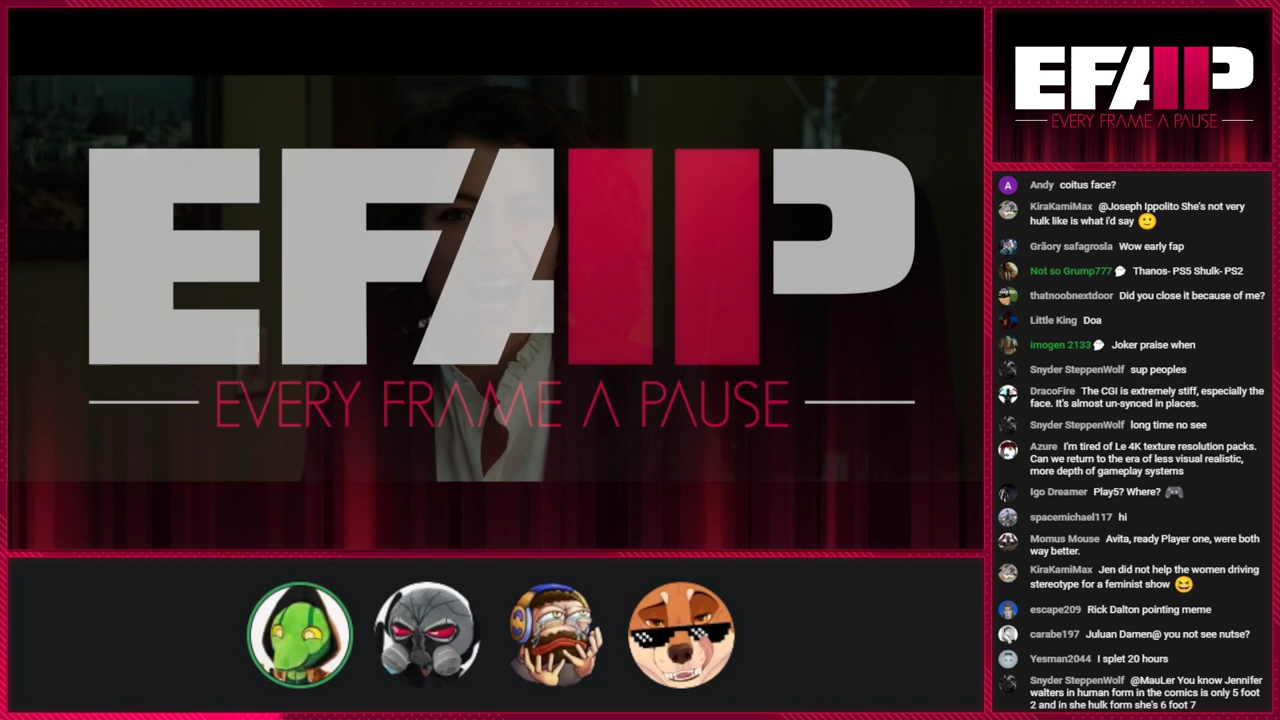 EFAP
EVERY FRAME A PAUSE
EFAP
EVERY FRAME A PAUSE
A Andy coitus face?
KiraKamiMax @Joseph Ippolito She's not very
hulk like is what i'd say 🙂
Grãory safagrosla Wow early fap
Not so Grump777 Thanos- PS5 Shulk- PS2
thatnoobnextdoor Did you close it because of me?
Little King Doa
imogen 2133 Joker praise when
Snyder SteppenWolf sup peoples
DracoFire The CGI is extremely stiff, especially the
face. It's almost un-synced in places.
Snyder SteppenWolf long time no see
Azure I'm tired of Le 4K texture resolution packs.
Can we return to the era of less visual realistic,
more depth of gameplay systems
Igo Dreamer Play5? Where? 🎮
spacemichael117 hi
Momus Mouse Avita, ready Player one, were both
way better.
KiraKamiMax Jen did not help the women driving
stereotype for a feminist show 😆
escape209 Rick Dalton pointing meme
carabe197 Juluan Damen@ you not see nutse?
Yesman2044 I splet 20 hours
Snyder SteppenWolf @MauLer You know Jennifer
walters in human form in the comics is only 5 foot
2 and in she hulk form she's 6 foot 7